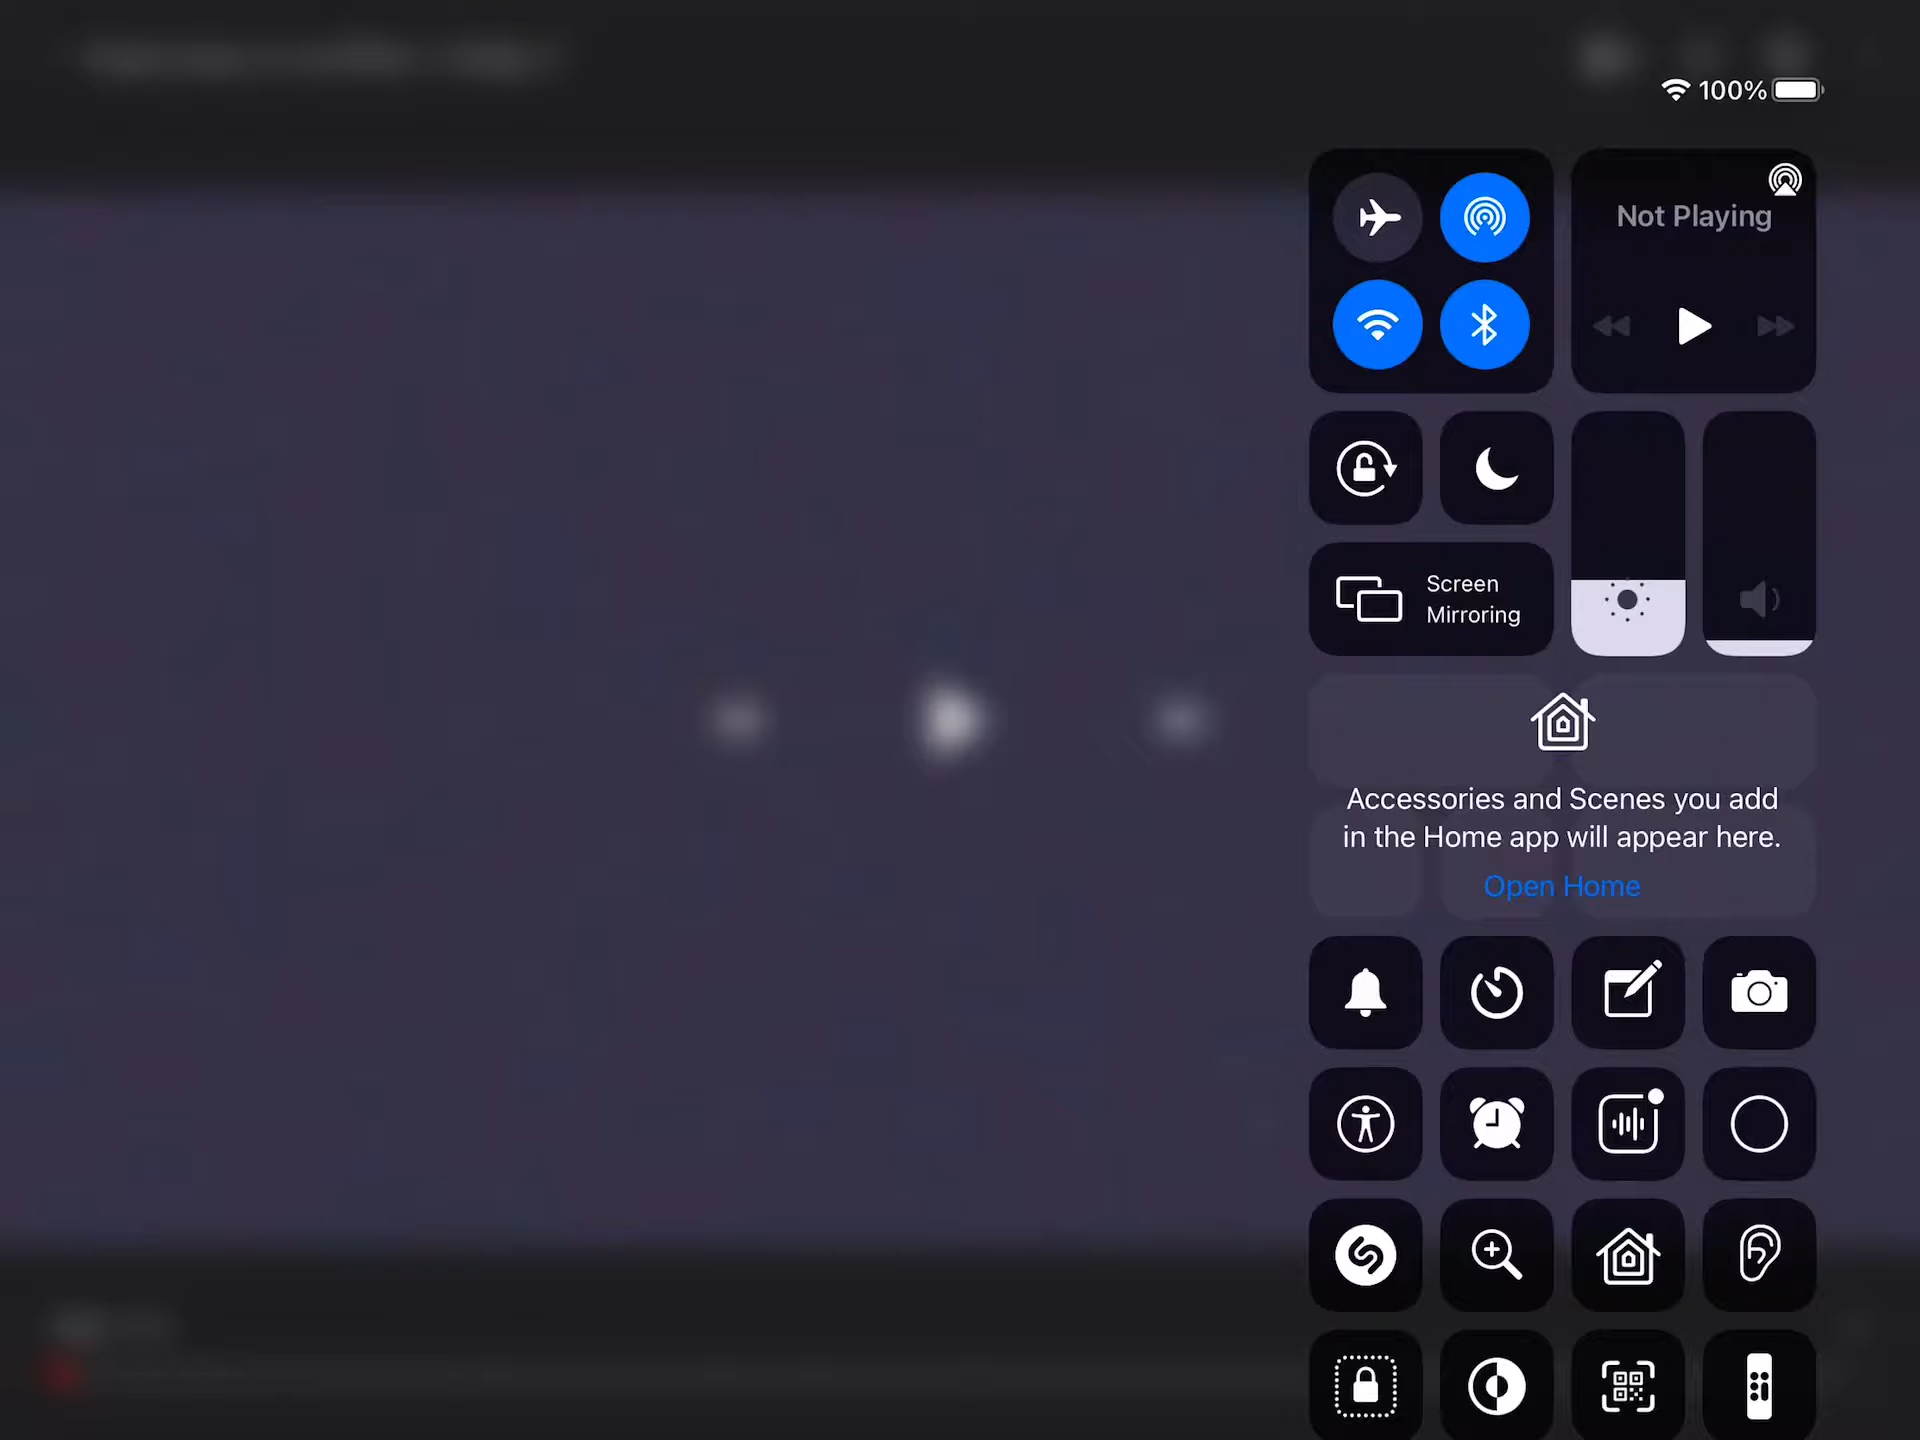 100%
Not Playing
Screen
Mirroring
Accessories and Scenes you add
in the Home app will appear here.
Open Home